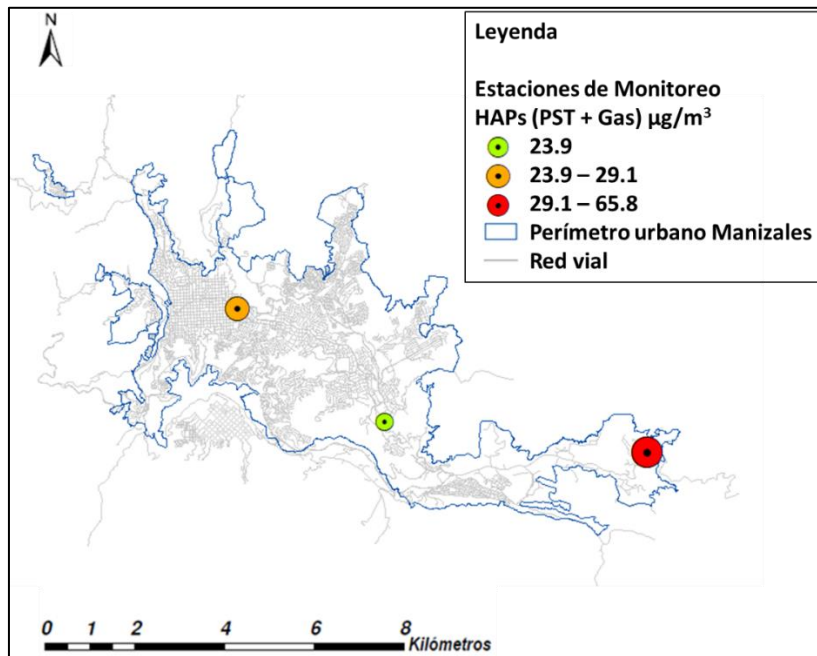 N
Leyenda
Estaciones de Monitoreo
HAPs (PST + Gas) µg/m³
23.9
23.9 – 29.1
29.1 – 65.8
Perímetro urbano Manizales
Red vial
0 1 2 4 6 8
Kilómetros